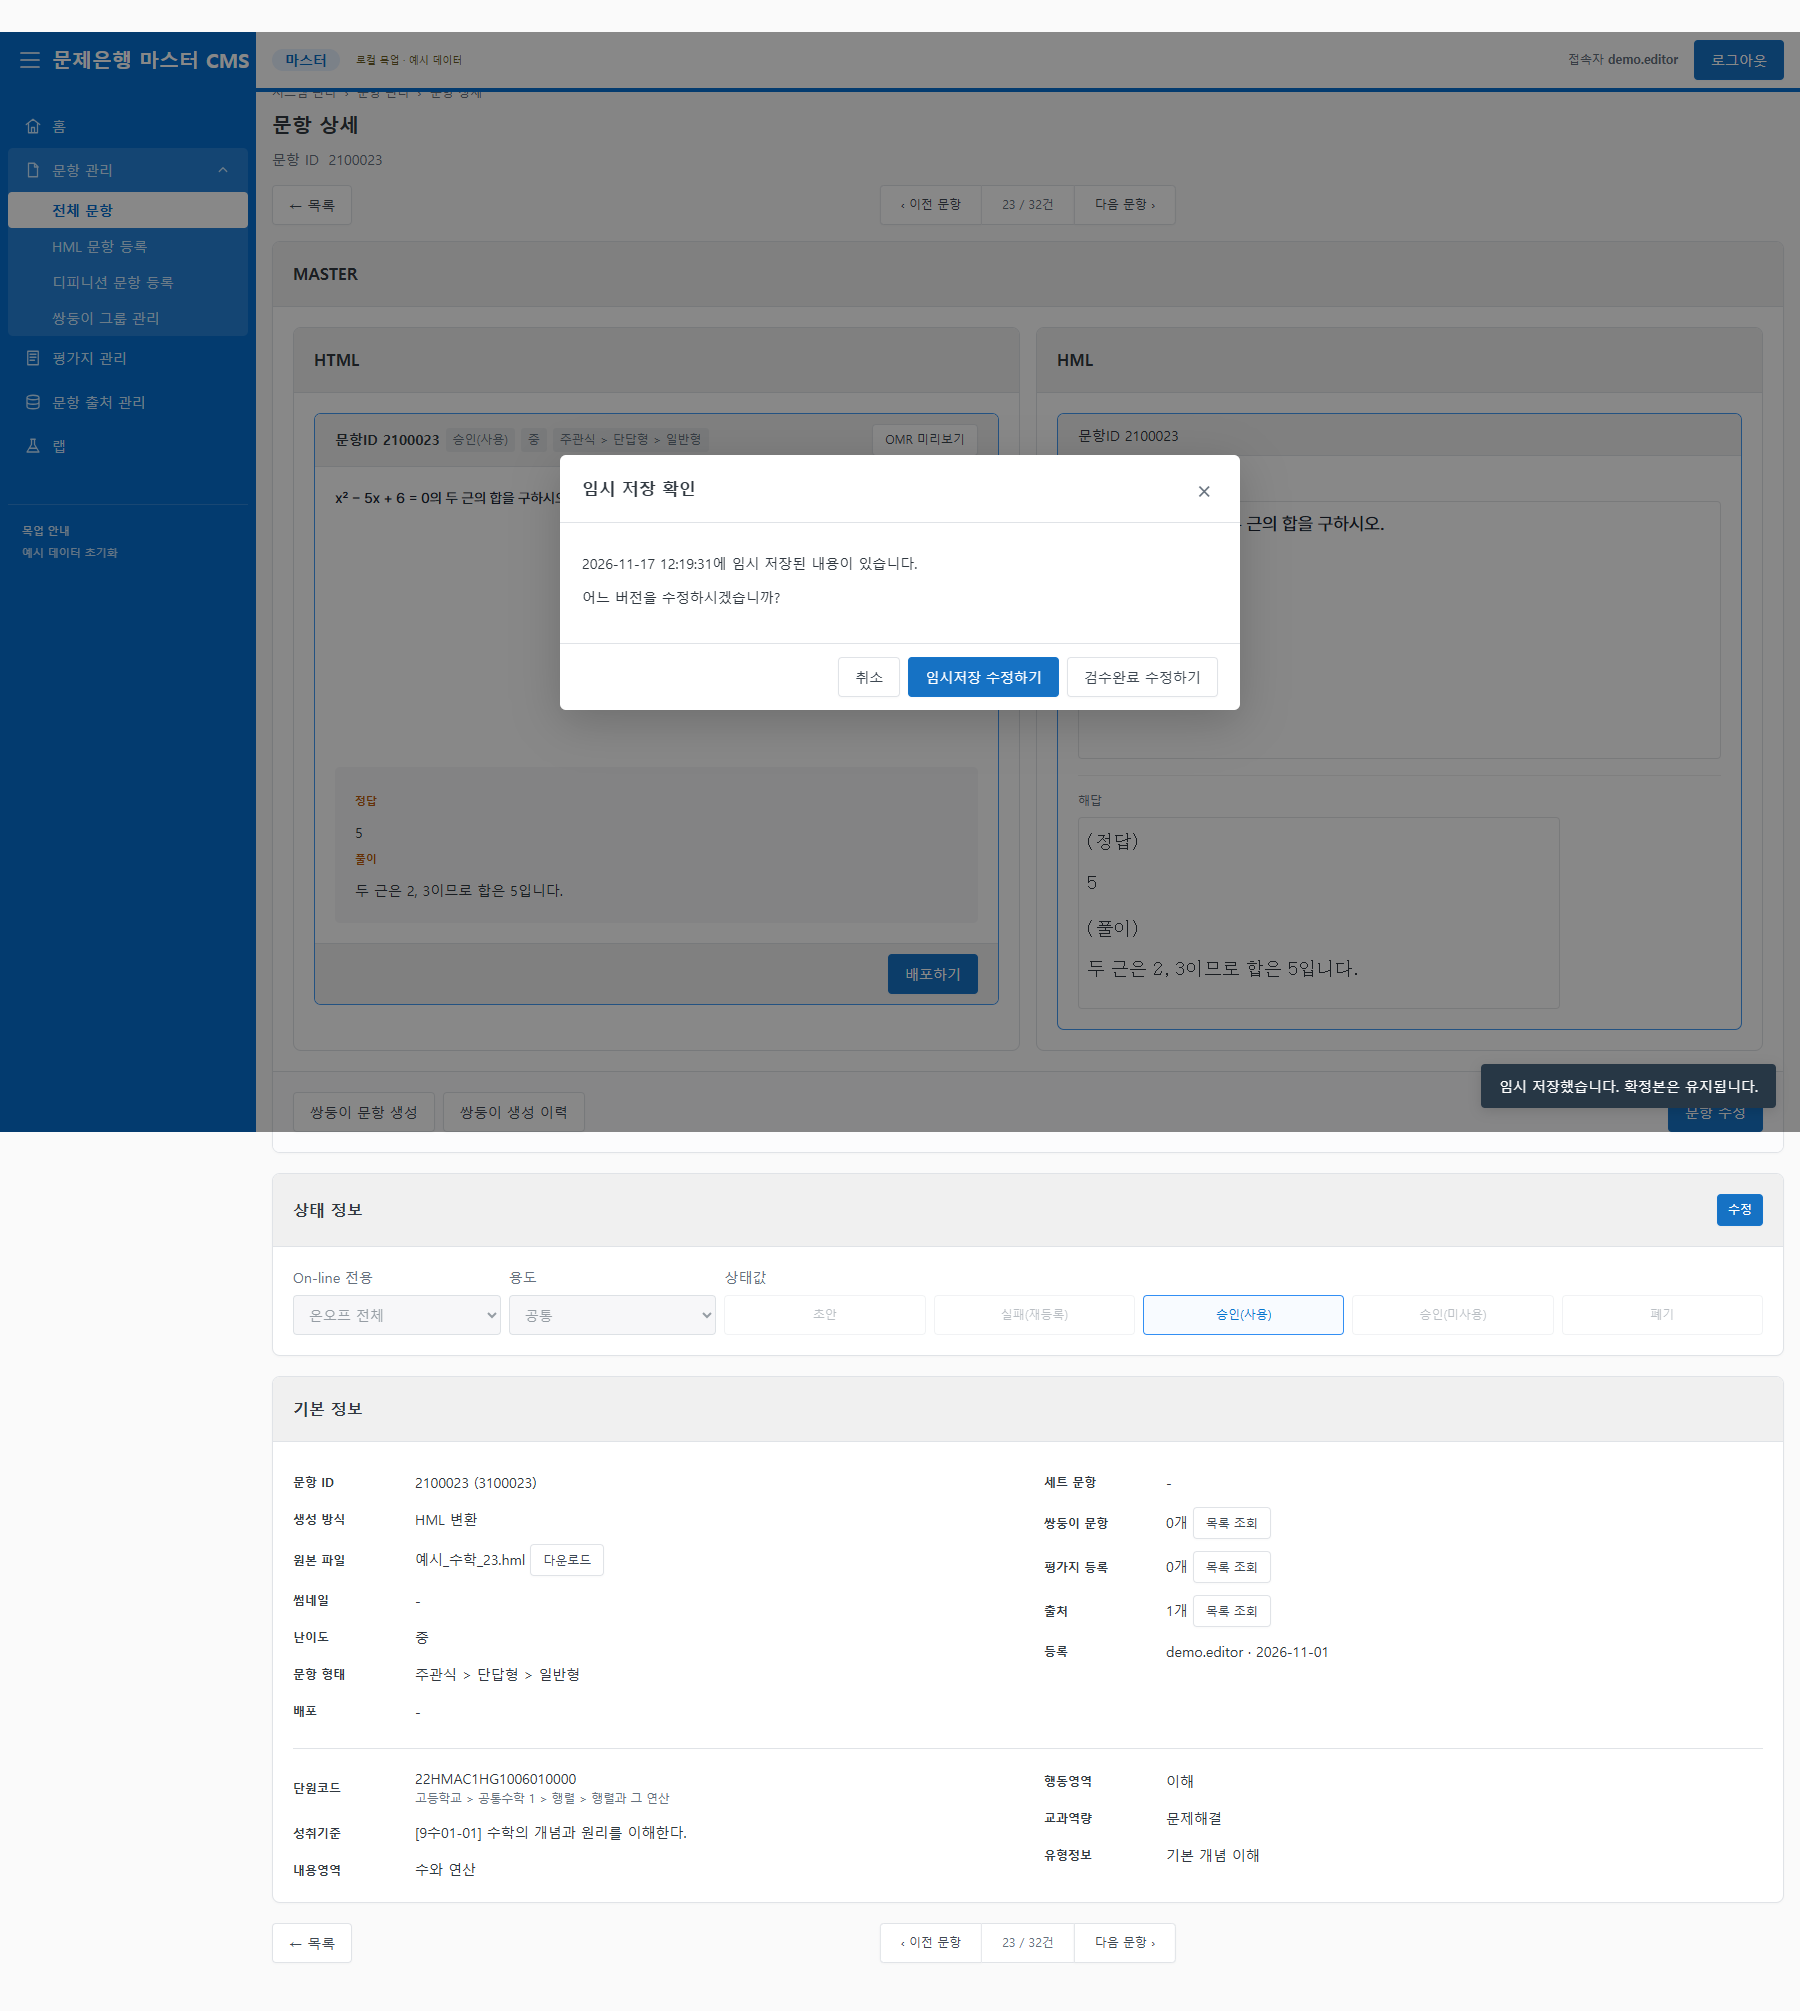 문제은행 마스터 CMS
마스터
로컬 목업 · 예시 데이터
접속자 demo.editor
로그아웃
홈
문항 관리
전체 문항
HML 문항 등록
디피니션 문항 등록
쌍둥이 그룹 관리
평가지 관리
문항 출처 관리
랩
목업 안내
예시 데이터 초기화
문항 상세
문항 ID 2100023
← 목록
‹ 이전 문항
23 / 32건
다음 문항 ›
MASTER
HTML
문항ID 2100023
승인(사용)
중
주관식 > 단답형 > 일반형
OMR 미리보기
x² − 5x + 6 = 0의 두 근의 합을 구하시오
정답
5
풀이
두 근은 2, 3이므로 합은 5입니다.
배포하기
HML
문항ID 2100023
근의 합을 구하시오.
해답
(정답)
5
(풀이)
두 근은 2, 3이므로 합은 5입니다.
임시 저장 확인
×
2026-11-17 12:19:31에 임시 저장된 내용이 있습니다.
어느 버전을 수정하시겠습니까?
취소
임시저장 수정하기
검수완료 수정하기
임시 저장했습니다. 확정본은 유지됩니다.
쌍둥이 문항 생성
쌍둥이 생성 이력
문항 수정
상태 정보
수정
On-line 전용
용도
상태값
온오프 전체
공통
초안
실패(재등록)
승인(사용)
승인(미사용)
폐기
기본 정보
문항 ID
2100023 (3100023)
생성 방식
HML 변환
원본 파일
예시_수학_23.hml
다운로드
썸네일
-
난이도
중
문항 형태
주관식 > 단답형 > 일반형
배포
-
세트 문항
-
쌍둥이 문항
0개
목록 조회
평가지 등록
0개
목록 조회
출처
1개
목록 조회
등록
demo.editor · 2026-11-01
단원코드
22HMAC1HG1006010000
고등학교 > 공통수학 1 > 행렬 > 행렬과 그 연산
성취기준
[9수01-01] 수학의 개념과 원리를 이해한다.
내용영역
수와 연산
행동영역
이해
교과역량
문제해결
유형정보
기본 개념 이해
← 목록
‹ 이전 문항
23 / 32건
다음 문항 ›